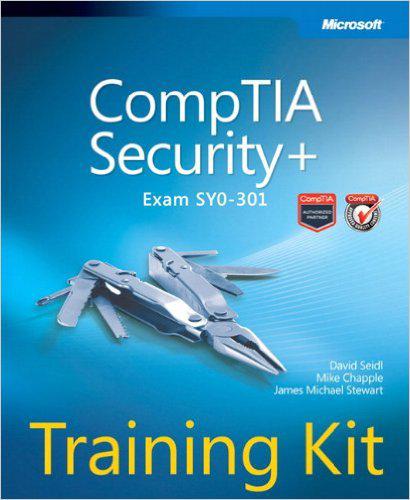 Microsoft
CompTIA
Security+
Exam SY0-301
CompTIA
AUTHORIZED
PARTNER
CompTIA
David Seidl
Mike Chapple
James Michael Stewart
Training Kit